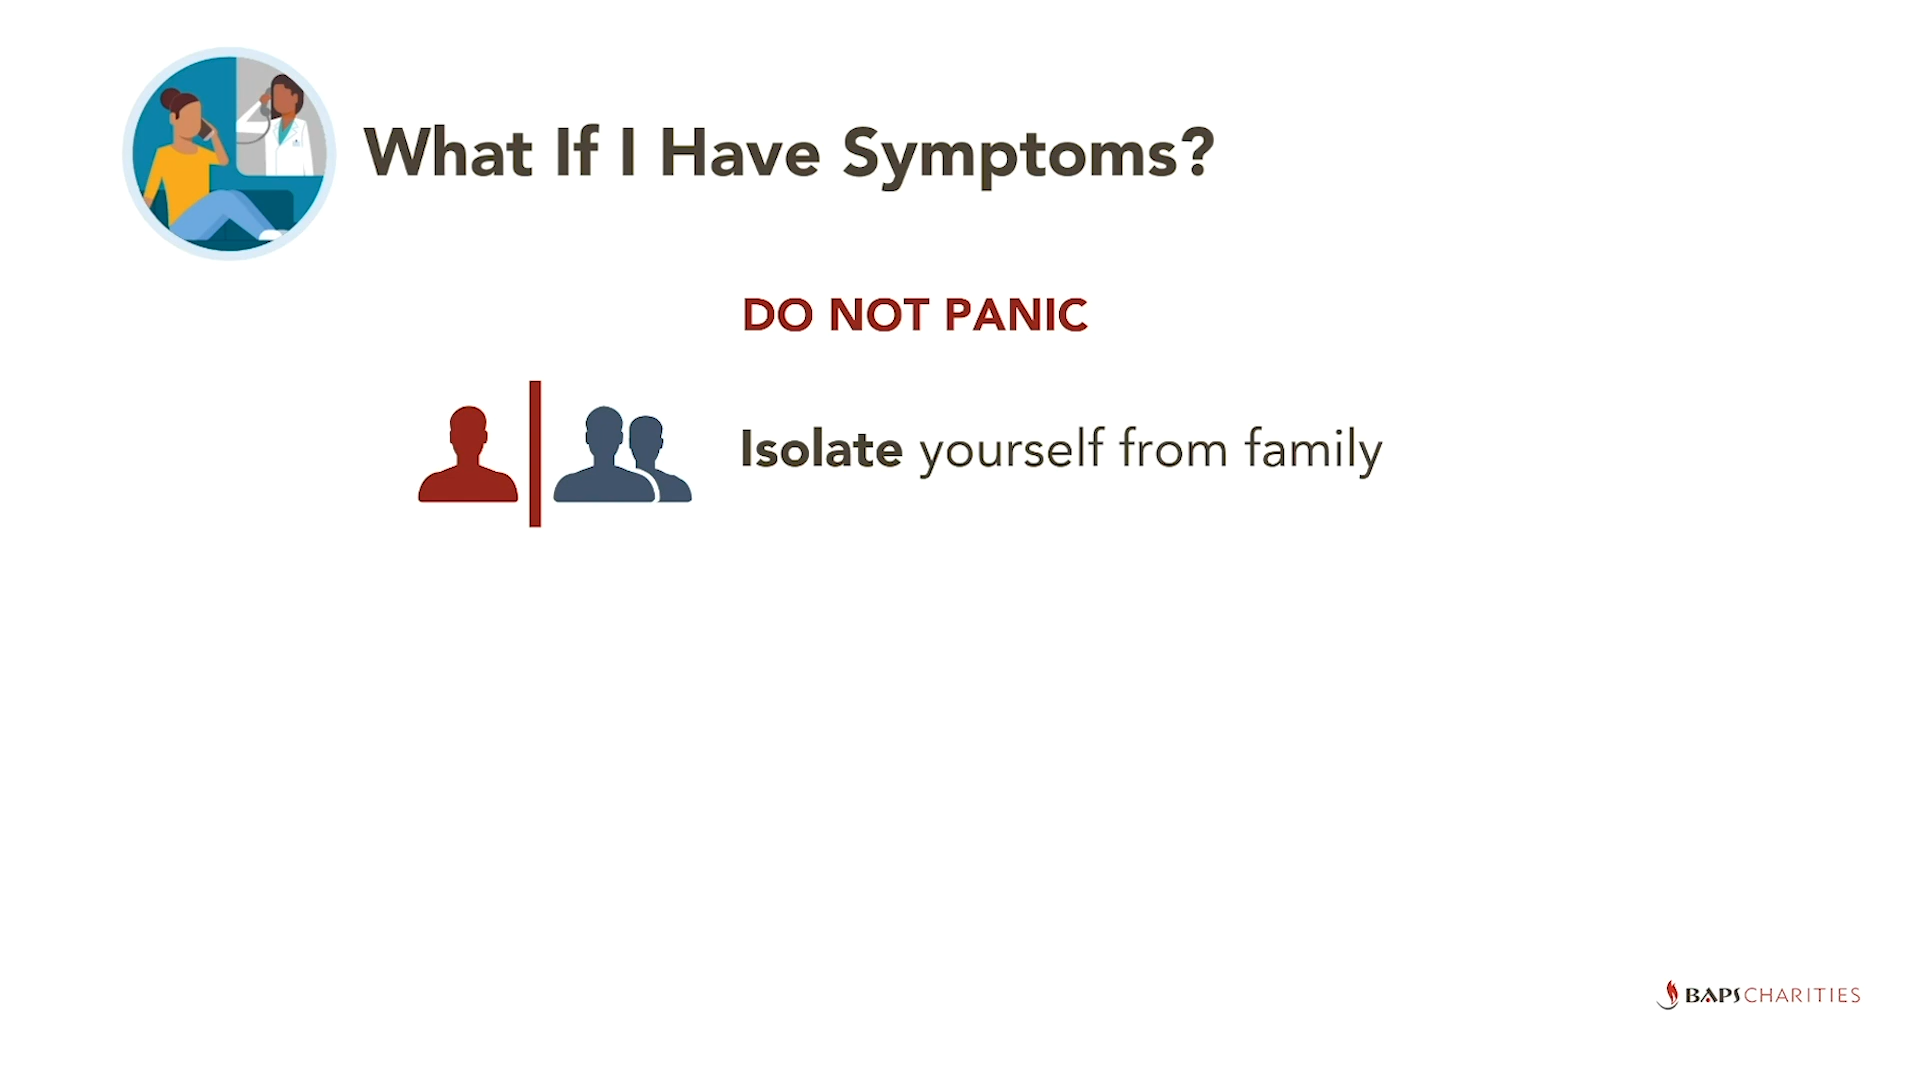 What If I Have Symptoms?
DO NOT PANIC
Isolate yourself from family
BAPS CHARITIES